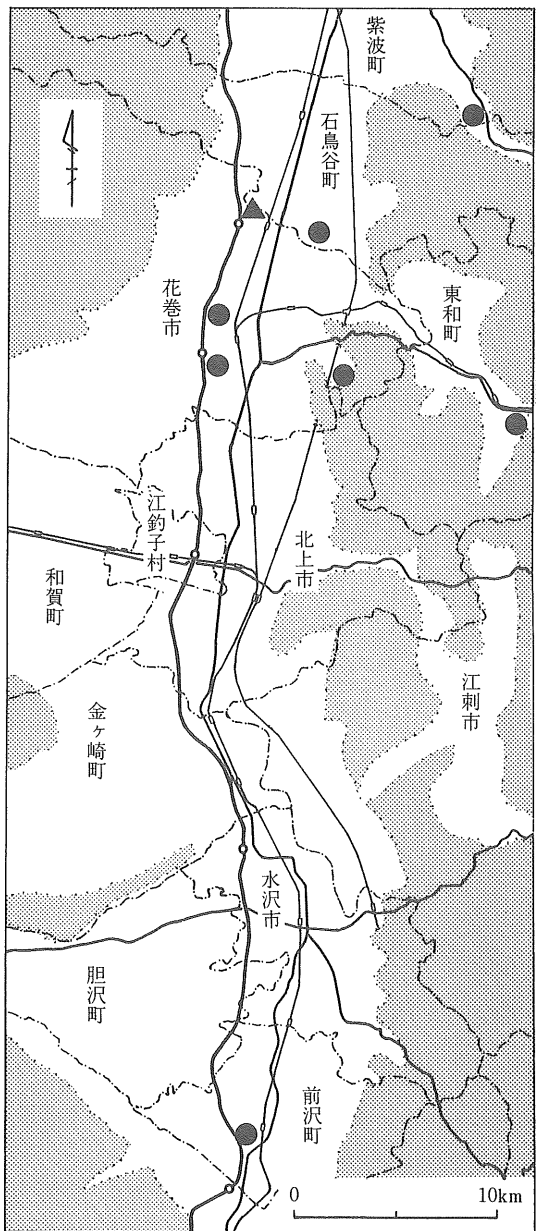 紫波町
石鳥谷町
花巻市
東和町
江釣子村
北上市
和賀町
江刺市
金ヶ崎町
水沢市
胆沢町
前沢町
0 10km